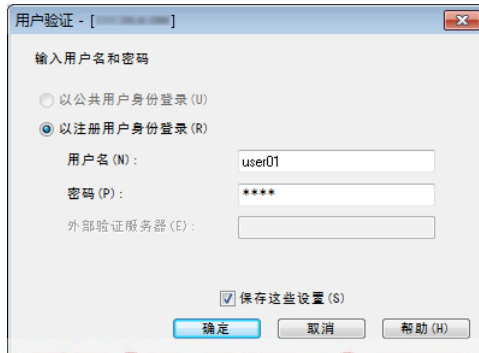 用户验证 - [ ]
输入用户名和密码
以公共用户身份登录(U)
以注册用户身份登录(R)
用户名(N): user01
密码(P): ****
外部验证服务器(E):
保存这些设置(S)
确定 取消 帮助(H)